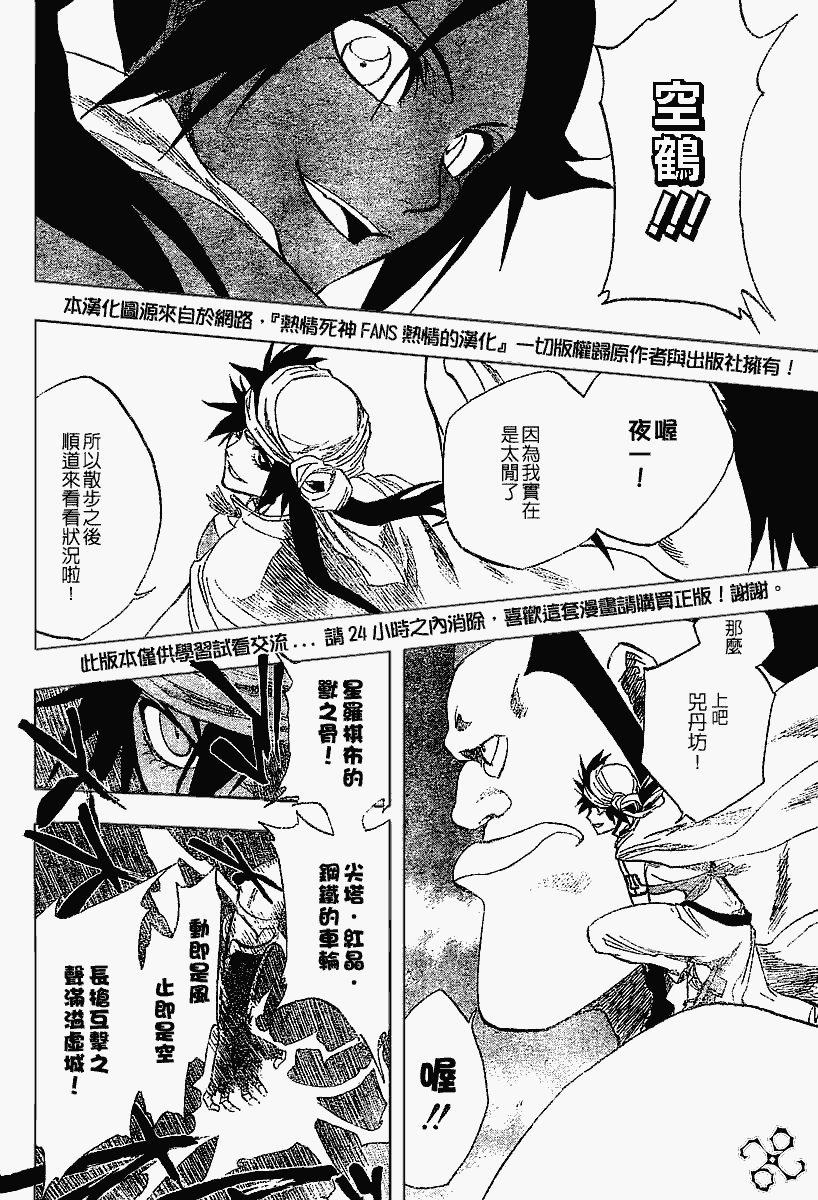 空鶴!!!
本漢化圖源來自於網路，『熱情死神FANS熱情的漢化』一切版權歸原作者與出版社擁有！
喔
夜一！
因為我實在
是太閒了
所以散步之後
順道來看看狀況啦！
此版本僅供學習試看交流...請24小時之內消除，喜歡這套漫畫請購買正版！謝謝。
那麼
上吧
兕丹坊！
喔!!
星羅棋布的
獸之骨！
尖塔．紅晶．
鋼鐵的車輪
動即是風
止即是空
長槍互擊之
聲滿溢虛城！